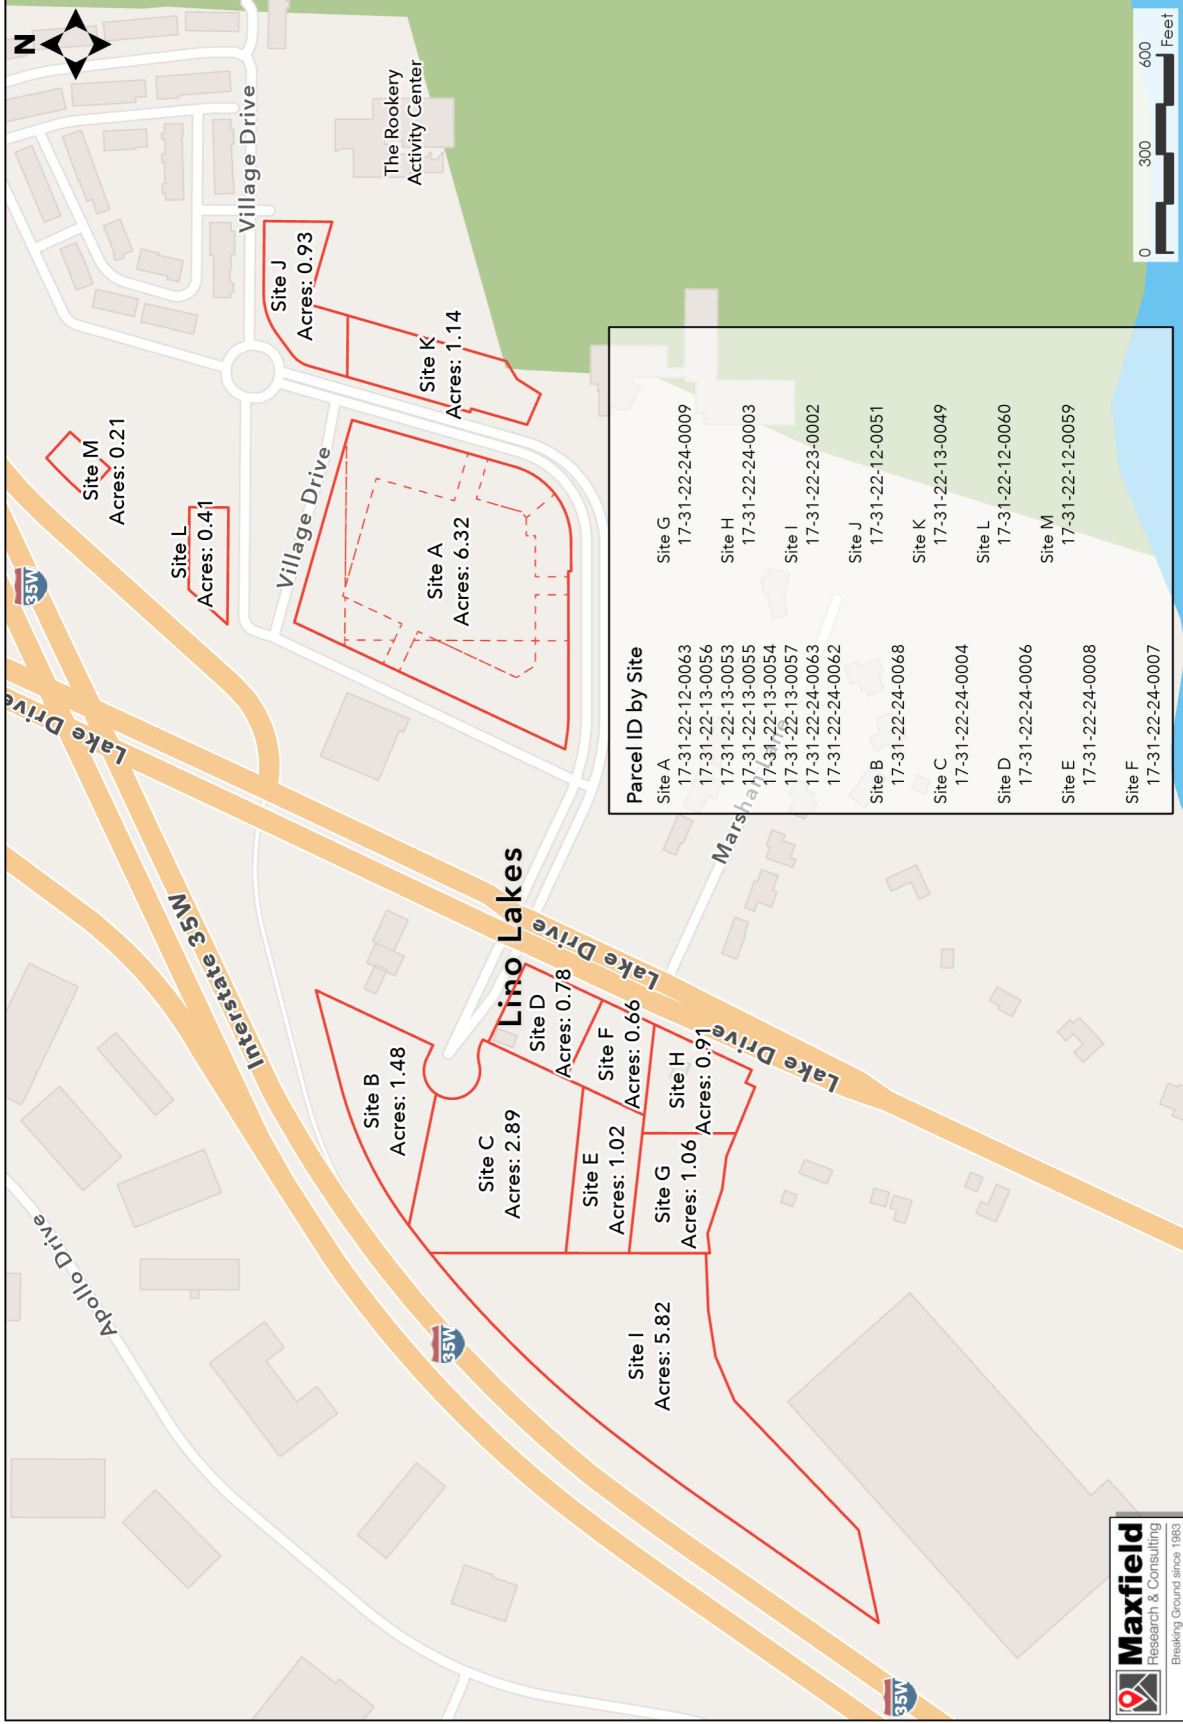 N
35W
Lake Drive
Interstate 35W
Apollo Drive
35W
35W
Site M
Acres: 0.21
Site L
Acres: 0.41
Village Drive
Village Drive
Site J
Acres: 0.93
The Rookery
Activity Center
Site K
Acres: 1.14
Site A
Acres: 6.32
Site B
Acres: 1.48
Lino Lakes
Lake Drive
Site C
Acres: 2.89
Site D
Acres: 0.78
Site F
Acres: 0.66
Site E
Acres: 1.02
Site H
Acres: 0.91
Site G
Acres: 1.06
Lake Drive
Site I
Acres: 5.82
Marshan Lane
Parcel ID by Site
Site A
17-31-22-12-0063
17-31-22-13-0056
17-31-22-13-0053
17-31-22-13-0055
17-31-22-13-0054
17-31-22-13-0057
17-31-22-24-0063
17-31-22-24-0062
Site B
17-31-22-24-0068
Site C
17-31-22-24-0004
Site D
17-31-22-24-0006
Site E
17-31-22-24-0008
Site F
17-31-22-24-0007
Site G
17-31-22-24-0009
Site H
17-31-22-24-0003
Site I
17-31-22-23-0002
Site J
17-31-22-12-0051
Site K
17-31-22-13-0049
Site L
17-31-22-12-0060
Site M
17-31-22-12-0059
0 300 600
Feet
Maxfield
Research & Consulting
Breaking Ground since 1983